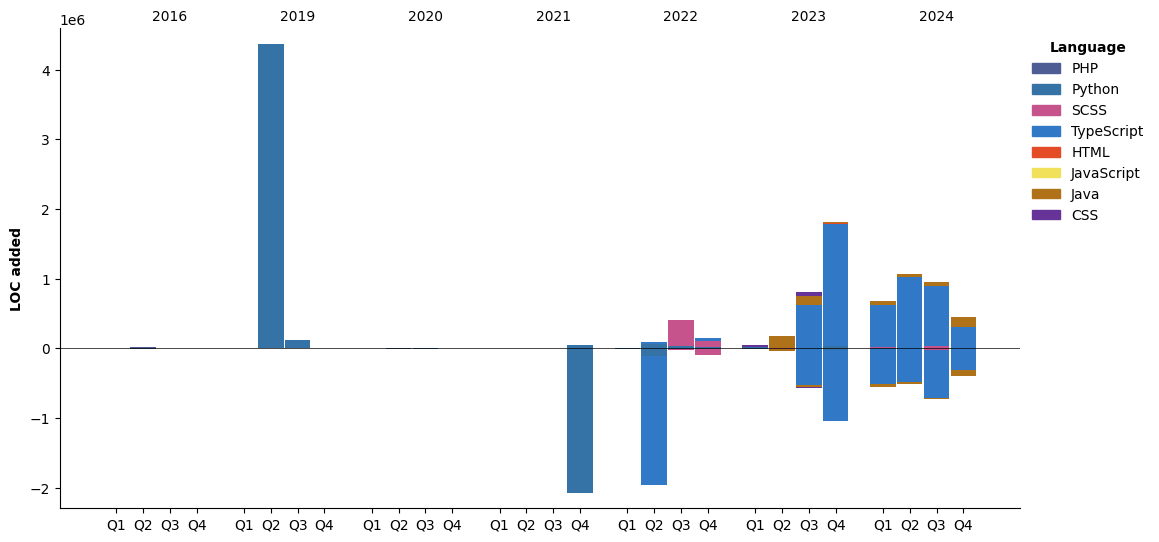 1e6
2016 2019 2020 2021 2022 2023 2024
Language
PHP
Python
SCSS
TypeScript
HTML
JavaScript
Java
CSS
LOC added
4
3
2
1
0
−1
−2
Q1 Q2 Q3 Q4 Q1 Q2 Q3 Q4 Q1 Q2 Q3 Q4 Q1 Q2 Q3 Q4 Q1 Q2 Q3 Q4 Q1 Q2 Q3 Q4 Q1 Q2 Q3 Q4